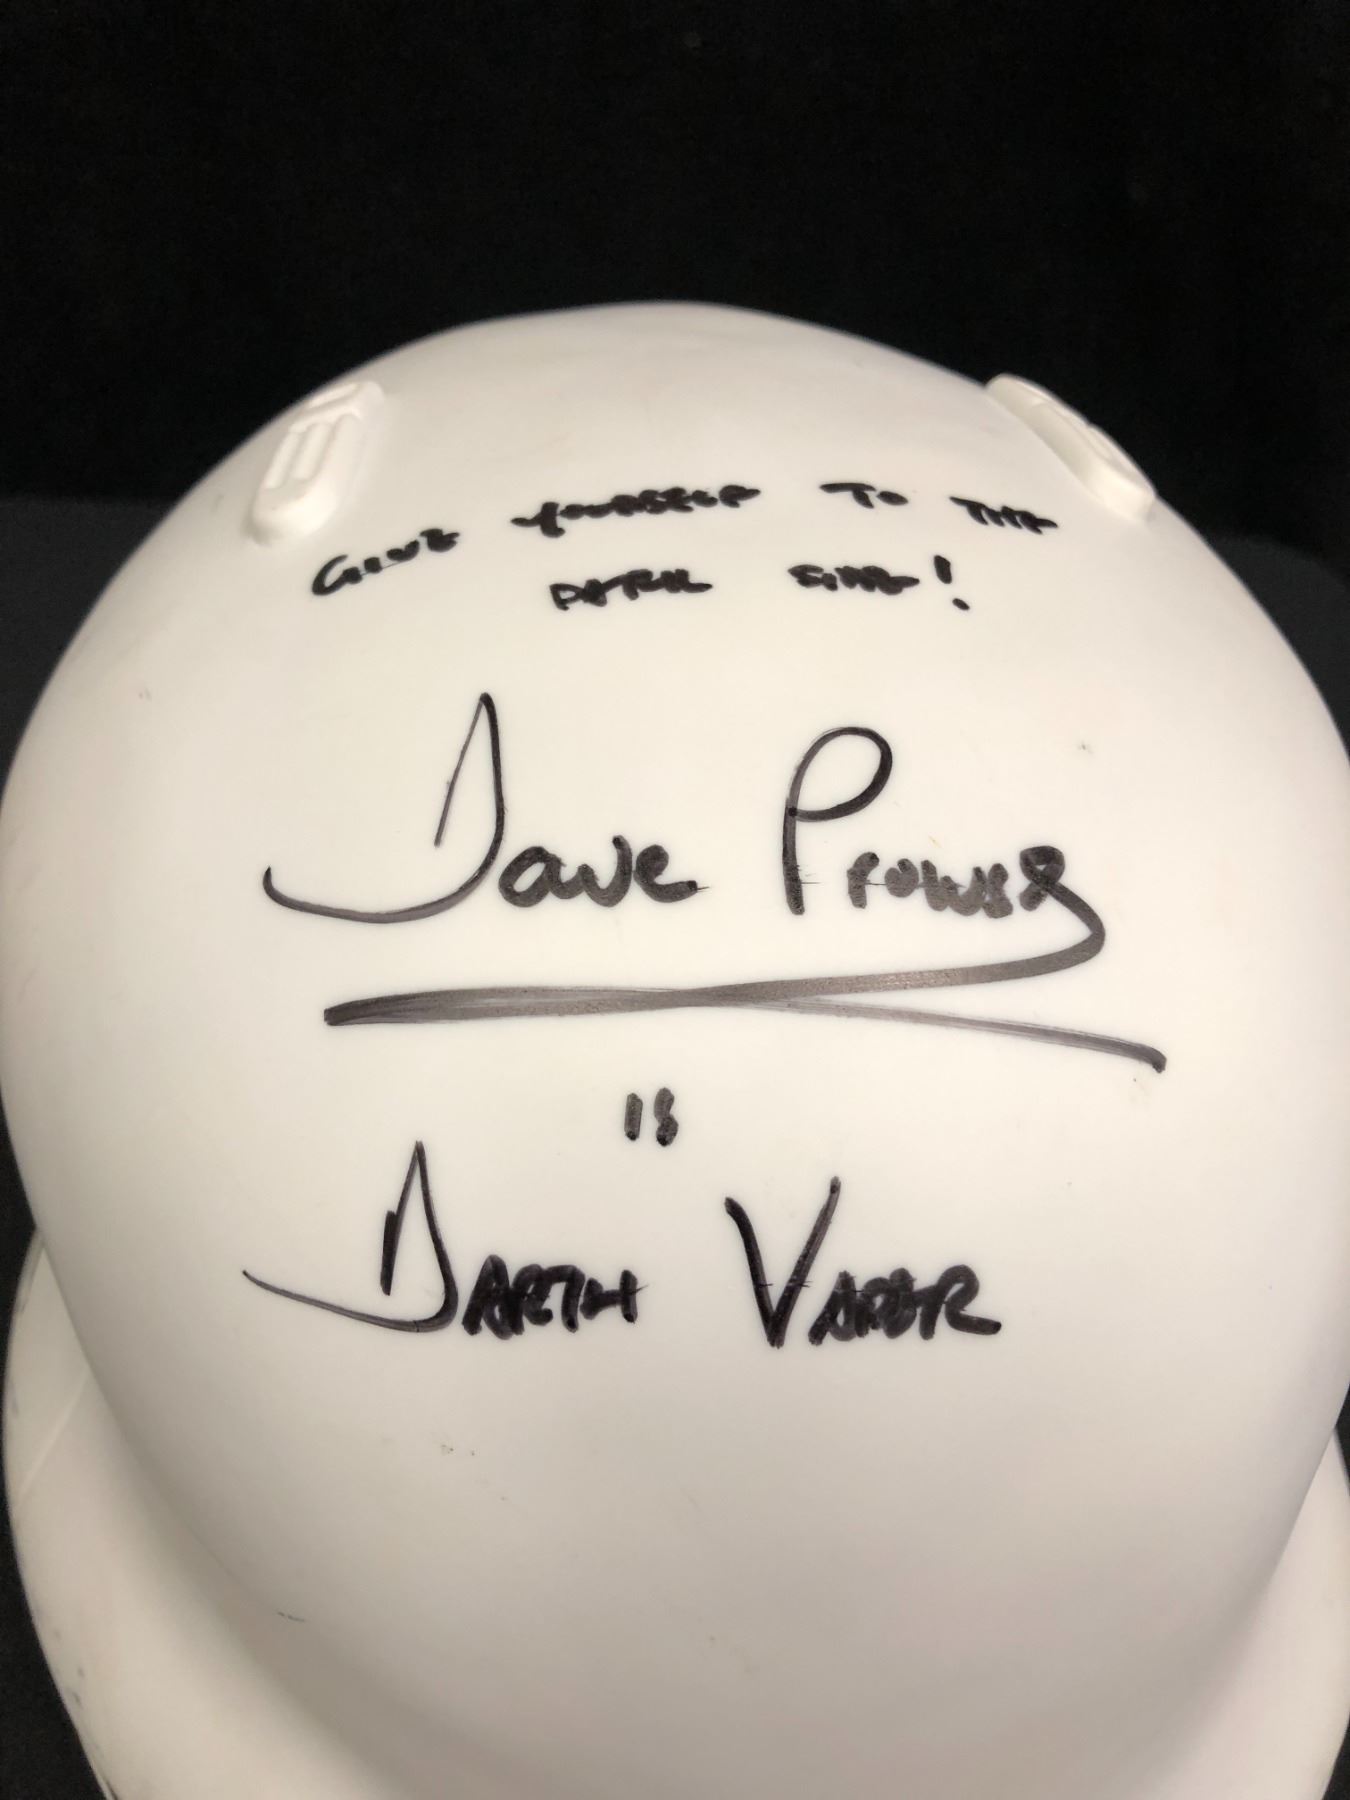 GIVE YOURSELF TO THE
DARK SIDE!
Dave Prowse
IS
DARTH VADER